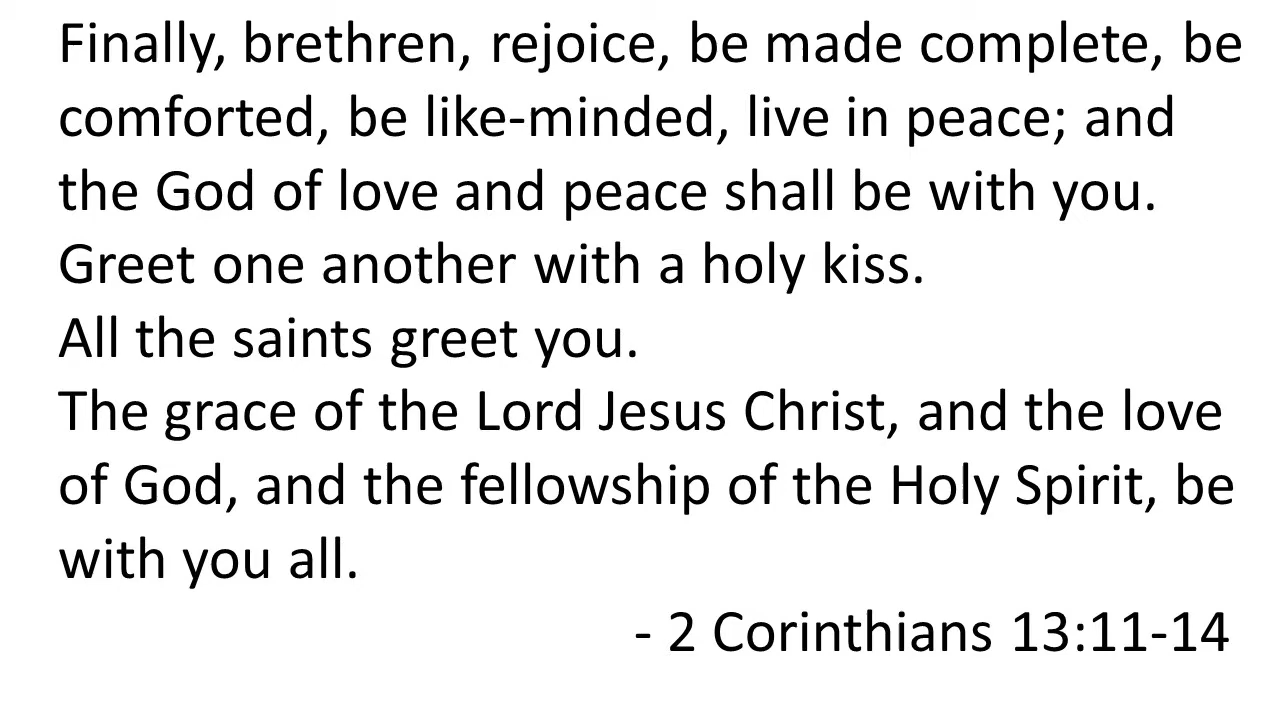 Finally, brethren, rejoice, be made complete, be
comforted, be like-minded, live in peace; and
the God of love and peace shall be with you.
Greet one another with a holy kiss.
All the saints greet you.
The grace of the Lord Jesus Christ, and the love
of God, and the fellowship of the Holy Spirit, be
with you all.
- 2 Corinthians 13:11-14